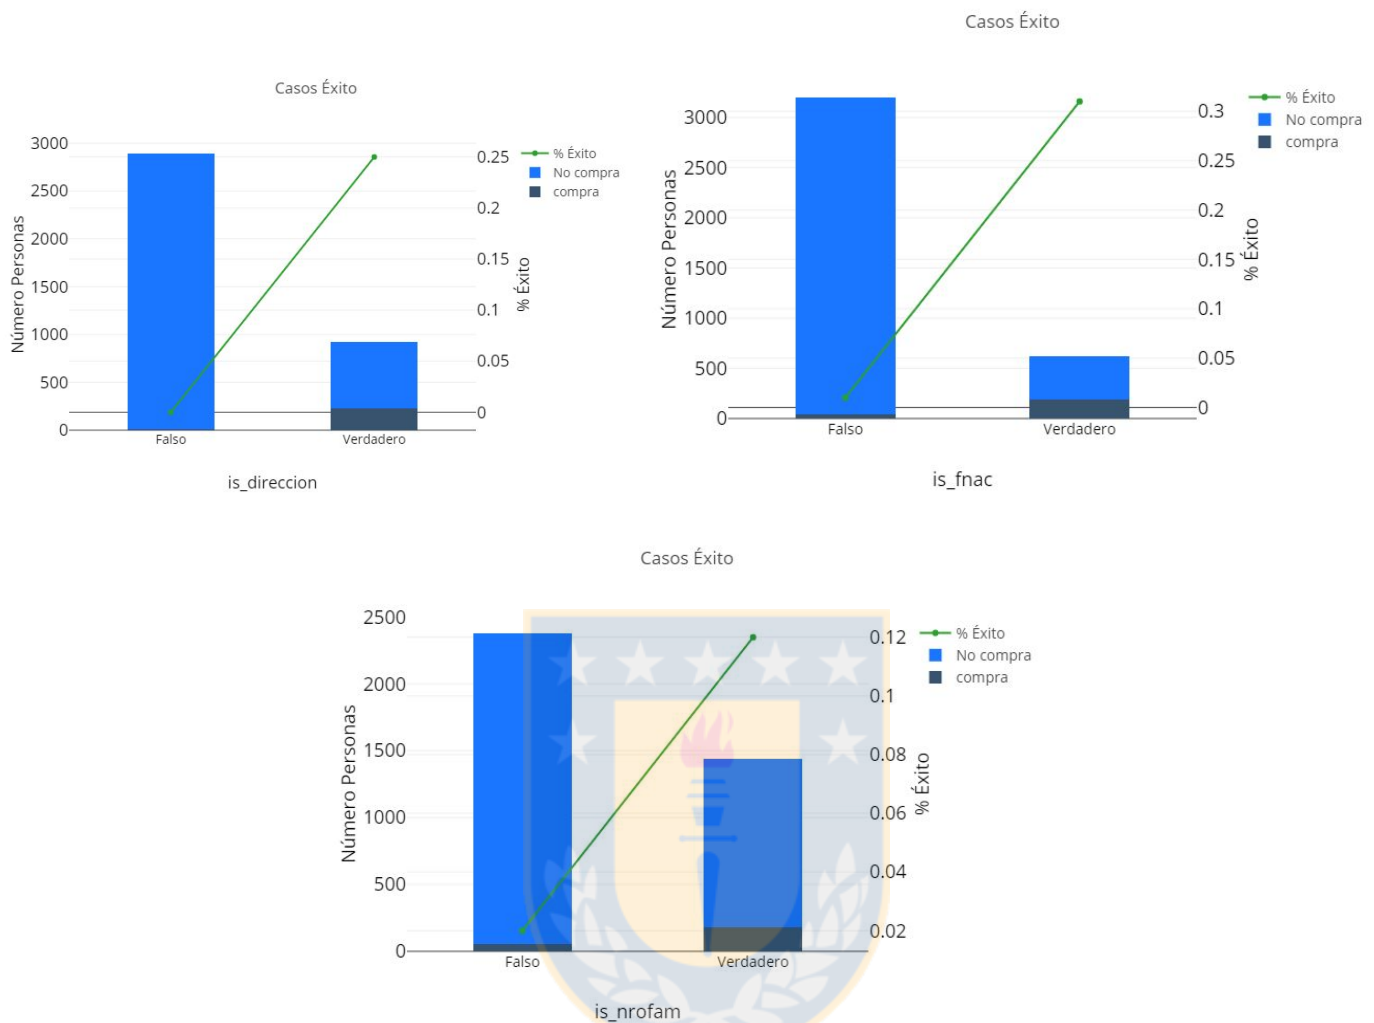 Casos Éxito
3000
2500
2000
1500
1000
500
0
Número Personas
0.25
0.2
0.15
0.1
0.05
0
% Éxito
% Éxito
No compra
compra
Falso
Verdadero
is_direccion
Casos Éxito
3000
2500
2000
1500
1000
500
0
Número Personas
0.3
0.25
0.2
0.15
0.1
0.05
0
% Éxito
% Éxito
No compra
compra
Falso
Verdadero
is_fnac
Casos Éxito
2500
2000
1500
1000
500
0
Número Personas
0.12
0.1
0.08
0.06
0.04
0.02
% Éxito
% Éxito
No compra
compra
Falso
Verdadero
is_nrofam